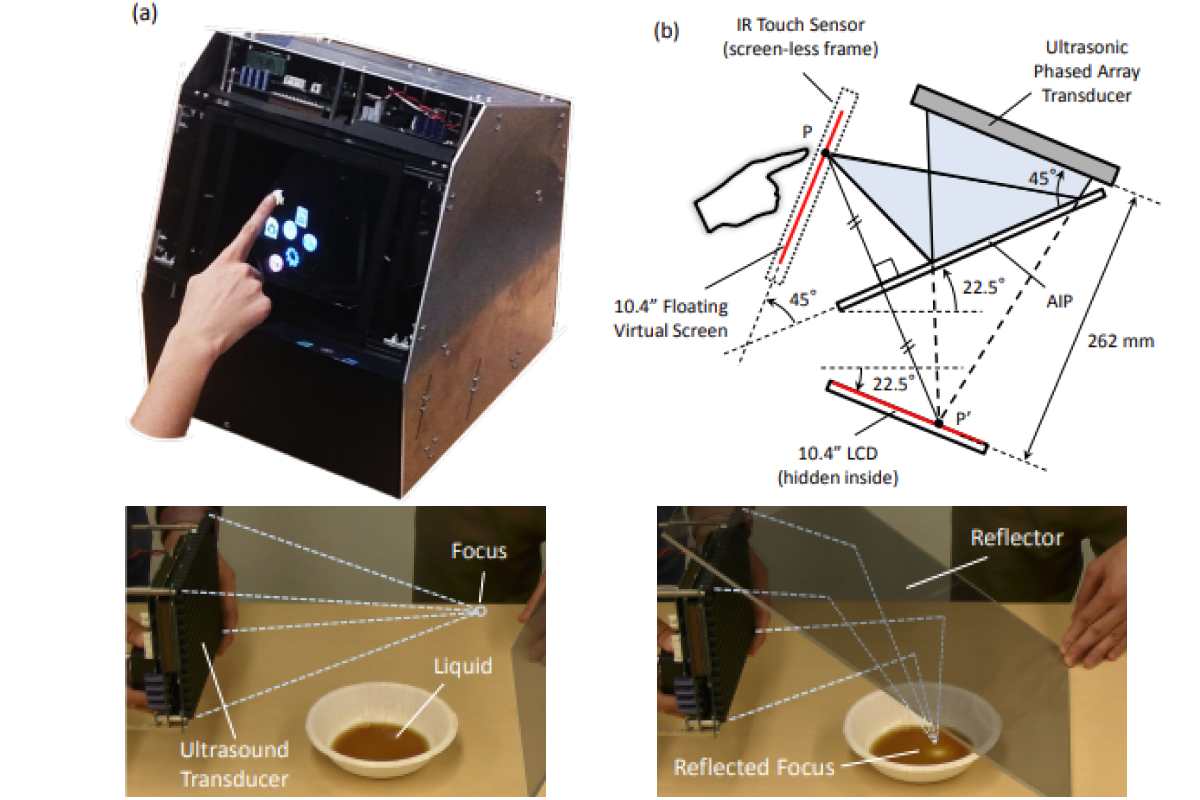 (a)
(b)
IR Touch Sensor
(screen-less frame)
Ultrasonic
Phased Array
Transducer
P
45°
10.4” Floating
Virtual Screen
45°
22.5°
AIP
262 mm
22.5°
P’
10.4” LCD
(hidden inside)
Focus
Liquid
Ultrasound
Transducer
Reflector
Reflected Focus